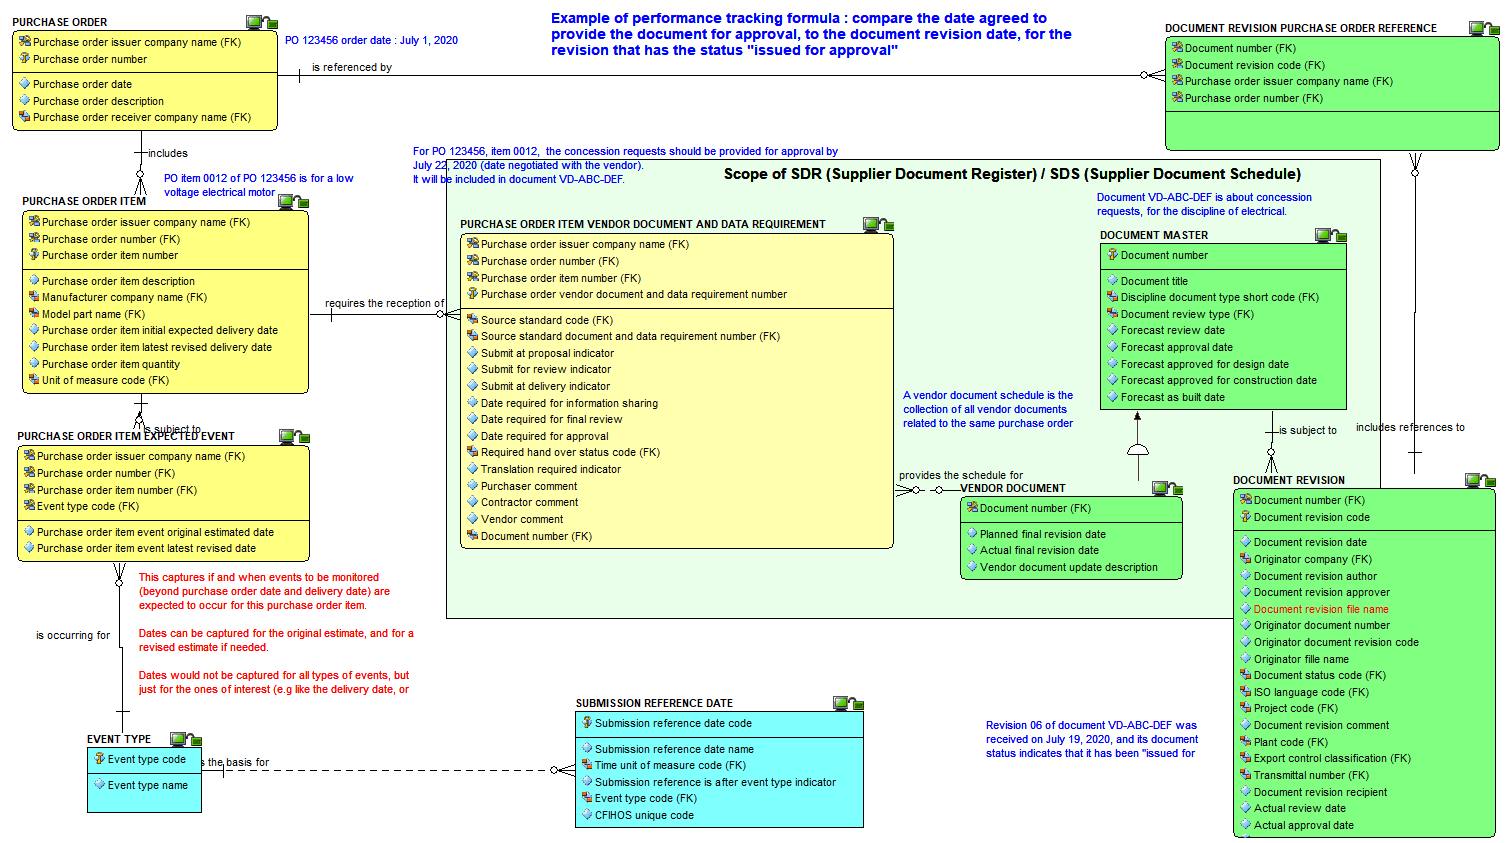 PURCHASE ORDER
Purchase order issuer company name (FK)
Purchase order number
Purchase order date
Purchase order description
Purchase order receiver company name (FK)
PO 123456 order date : July 1, 2020
Example of performance tracking formula : compare the date agreed to
provide the document for approval, to the document revision date, for the
revision that has the status "issued for approval"
is referenced by
DOCUMENT REVISION PURCHASE ORDER REFERENCE
Document number (FK)
Document revision code (FK)
Purchase order issuer company name (FK)
Purchase order number (FK)
includes
PO item 0012 of PO 123456 is for a low
voltage electrical motor
For PO 123456, item 0012, the concession requests should be provided for approval by
July 22, 2020 (date negotiated with the vendor).
It will be included in document VD-ABC-DEF.
Scope of SDR (Supplier Document Register) / SDS (Supplier Document Schedule)
PURCHASE ORDER ITEM
Purchase order issuer company name (FK)
Purchase order number (FK)
Purchase order item number
Purchase order item description
Manufacturer company name (FK)
Model part name (FK)
Purchase order item initial expected delivery date
Purchase order item latest revised delivery date
Purchase order item quantity
Unit of measure code (FK)
requires the reception of
PURCHASE ORDER ITEM VENDOR DOCUMENT AND DATA REQUIREMENT
Purchase order issuer company name (FK)
Purchase order number (FK)
Purchase order item number (FK)
Purchase order vendor document and data requirement number
Source standard code (FK)
Source standard document and data requirement number (FK)
Submit at proposal indicator
Submit for review indicator
Submit at delivery indicator
Date required for information sharing
Date required for final review
Date required for approval
Required hand over status code (FK)
Translation required indicator
Purchaser comment
Contractor comment
Vendor comment
Document number (FK)
Document VD-ABC-DEF is about concession
requests, for the discipline of electrical.
DOCUMENT MASTER
Document number
Document title
Discipline document type short code (FK)
Document review type (FK)
Forecast review date
Forecast approval date
Forecast approved for design date
Forecast approved for construction date
Forecast as built date
A vendor document schedule is the
collection of all vendor documents
related to the same purchase order
is subject to
includes references to
provides the schedule for
VENDOR DOCUMENT
Document number (FK)
Planned final revision date
Actual final revision date
Vendor document update description
is subject to
PURCHASE ORDER ITEM EXPECTED EVENT
Purchase order issuer company name (FK)
Purchase order number (FK)
Purchase order item number (FK)
Event type code (FK)
Purchase order item event original estimated date
Purchase order item event latest revised date
This captures if and when events to be monitored
(beyond purchase order date and delivery date) are
expected to occur for this purchase order item.
Dates can be captured for the original estimate, and for a
revised estimate if needed.
Dates would not be captured for all types of events, but
just for the ones of interest (e.g like the delivery date, or
is occurring for
DOCUMENT REVISION
Document number (FK)
Document revision code
Document revision date
Originator company (FK)
Document revision author
Document revision approver
Document revision file name
Originator document number
Originator document revision code
Originator fille name
Document status code (FK)
ISO language code (FK)
Project code (FK)
Document revision comment
Plant code (FK)
Export control classification (FK)
Transmittal number (FK)
Document revision recipient
Actual review date
Actual approval date
EVENT TYPE
Event type code
Event type name
s the basis for
SUBMISSION REFERENCE DATE
Submission reference date code
Submission reference date name
Time unit of measure code (FK)
Submission reference is after event type indicator
Event type code (FK)
CFIHOS unique code
Revision 06 of document VD-ABC-DEF was
received on July 19, 2020, and its document
status indicates that it has been "issued for